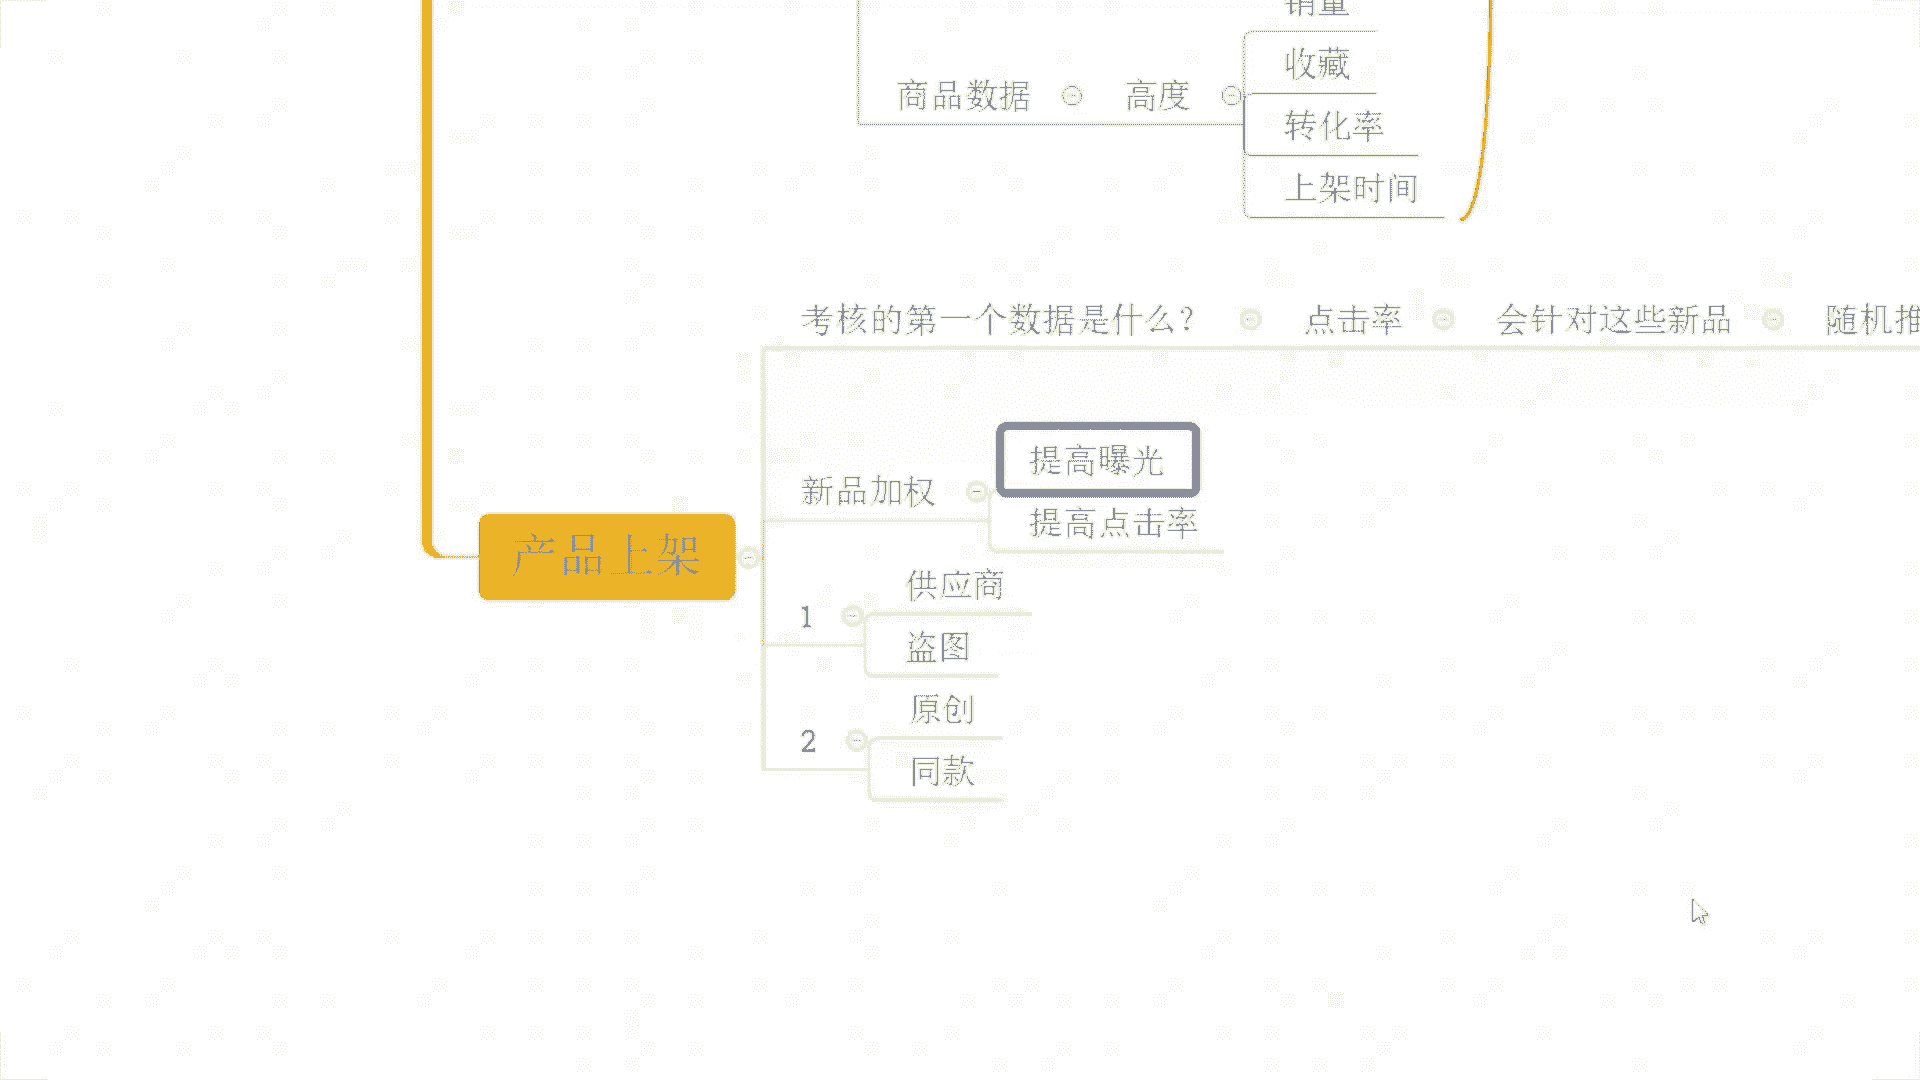 销量
收藏
商品数据 高度
转化率
上架时间
考核的第一个数据是什么? 点击率 会针对这些新品 随机推
提高曝光
新品加权
提高点击率
产品上架
供应商
1
盗图
原创
2
同款